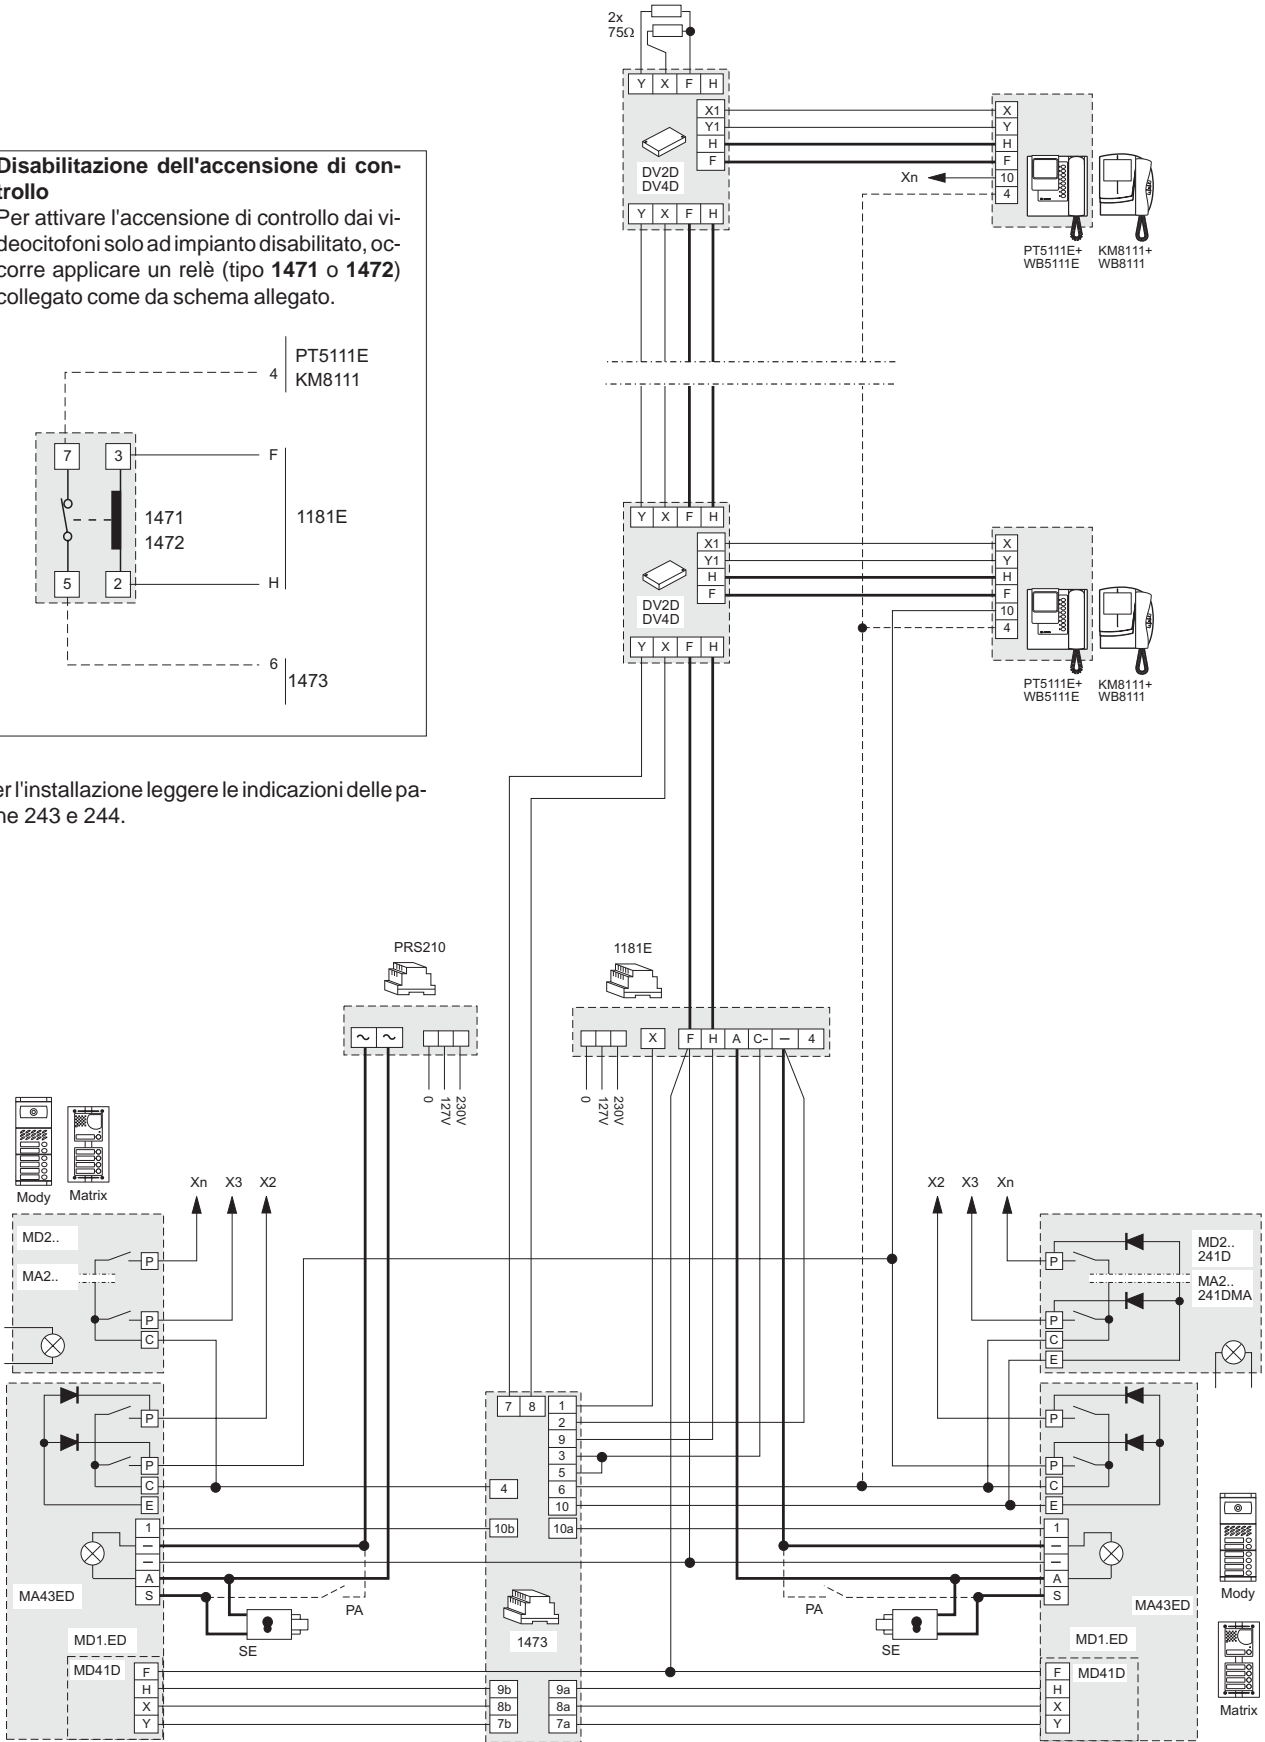 2x
75Ω
Y X F H
X1
Y1
H
F
DV2D
DV4D
Y X F H
X
Y
H
F
10
4
Xn
PT5111E+
WB5111E
KM8111+
WB8111
Disabilitazione dell'accensione di con-
trollo
Per attivare l'accensione di controllo dai vi-
deocitofoni solo ad impianto disabilitato, oc-
corre applicare un relè (tipo 1471 o 1472)
collegato come da schema allegato.
4
PT5111E
KM8111
7 3
F
1471
1472
1181E
5 2
H
6
1473
Y X F H
X1
Y1
H
F
DV2D
DV4D
Y X F H
X
Y
H
F
10
4
PT5111E+
WB5111E
KM8111+
WB8111
er l'installazione leggere le indicazioni delle pa-
ne 243 e 244.
PRS210
1181E
~ ~
X F H A C- – 4
0 127V 230V
0 127V 230V
Mody Matrix
Xn X3 X2
X2 X3 Xn
MD2..
MA2..
P
P
C
MD2..
241D
MA2..
241DMA
P
P
C
E
P
P
C
E
1
–
–
A
S
MA43ED
MD1.ED
MD41D
F
H
X
Y
SE
PA
7 8 1
2
9
3
5
6
10
4
10b 10a
1473
9b 9a
8b 8a
7b 7a
PA
SE
P
P
C
E
1
–
–
A
S
MA43ED
MD1.ED
MD41D
F
H
X
Y
Mody
Matrix